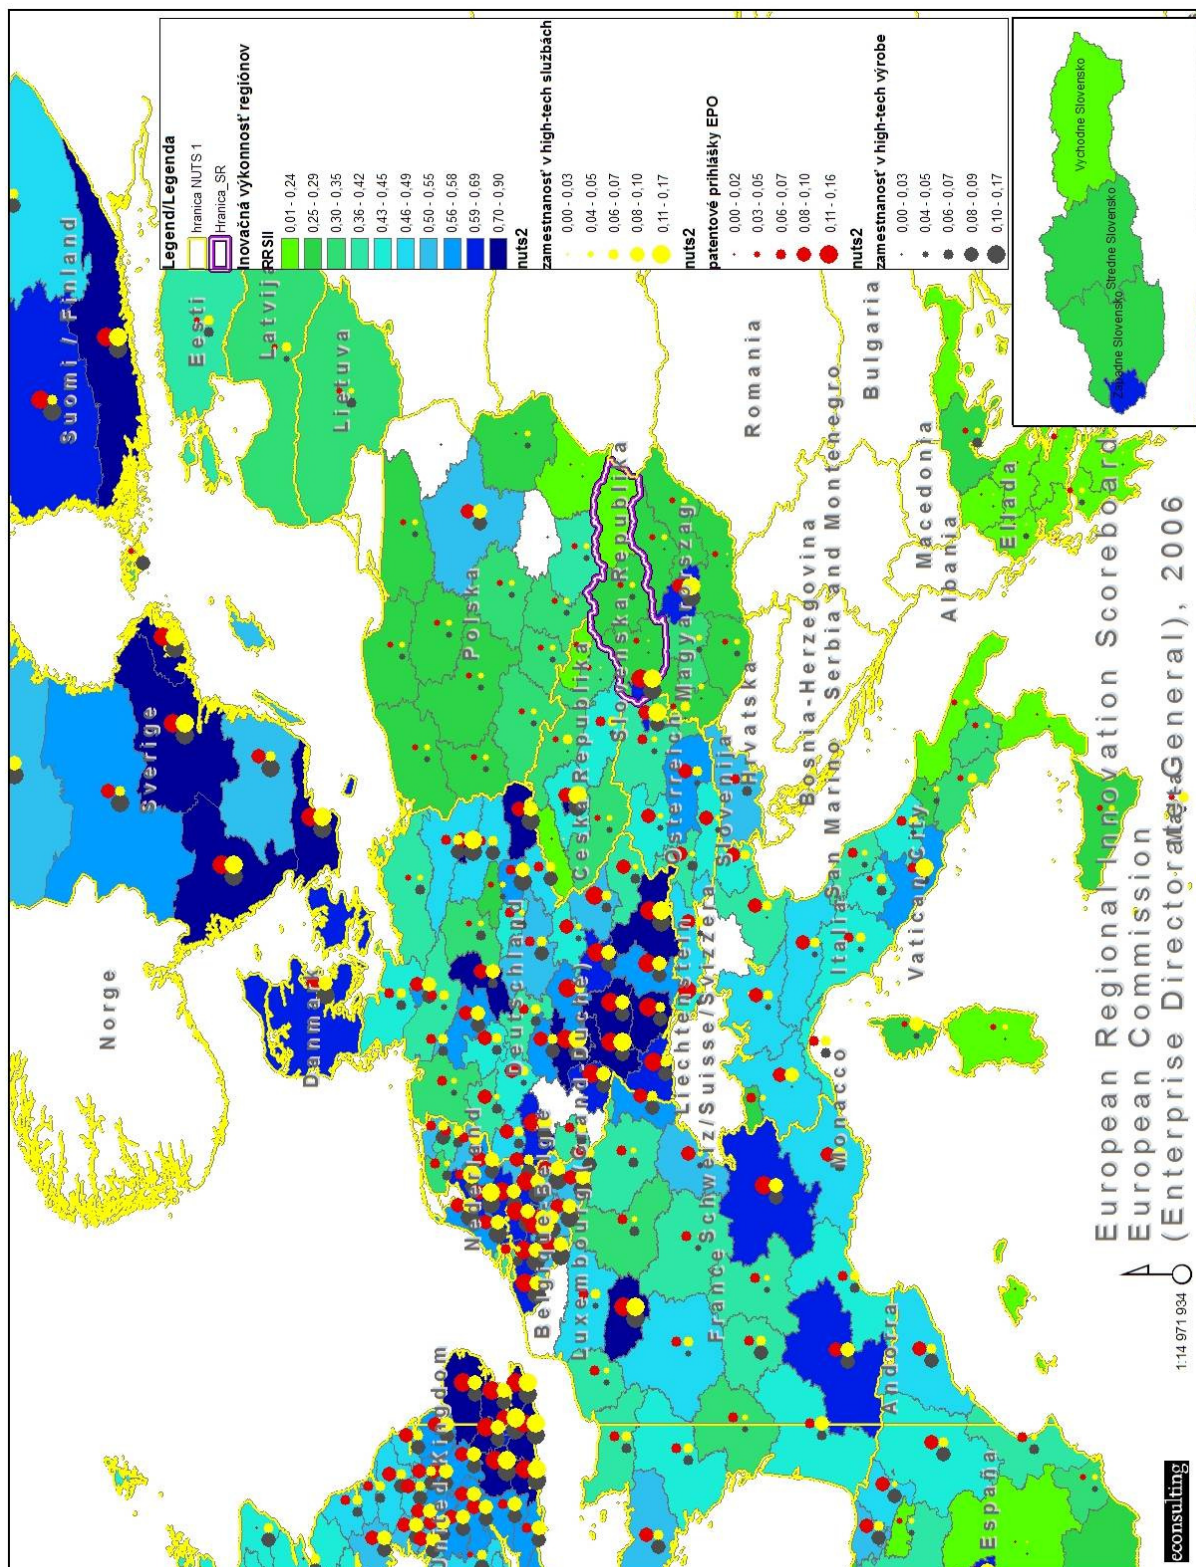 Legend/Legenda
hranica NUTS 1
Hranica_SR
Inovačná výkonnosť regiónov
RRSII
0,01 - 0,24
0,25 - 0,29
0,30 - 0,35
0,36 - 0,42
0,43 - 0,45
0,46 - 0,49
0,50 - 0,55
0,56 - 0,58
0,59 - 0,69
0,70 - 0,90
nuts2
zamestnanosť v high-tech službách
0,00 - 0,03
0,04 - 0,05
0,06 - 0,07
0,08 - 0,10
0,11 - 0,17
nuts2
patentové prihlášky EPO
0,00 - 0,02
0,03 - 0,05
0,06 - 0,07
0,08 - 0,10
0,11 - 0,16
nuts2
zamestnanosť v high-tech výrobe
0,00 - 0,03
0,04 - 0,05
0,06 - 0,07
0,08 - 0,09
0,10 - 0,17
Norge
Sverige
Suomi / Finland
Eesti
Latvija
Lietuva
Danmark
United Kingdom
Nederland
Deutschland
Polska
Belgique-België
Luxembourg (Grand-Duché)
Česka Republika
Slovenska Republika
Liechtenstein
Österreich
Magyarország
France
Schweiz/Suisse/Svizzera
Slovenija
Hrvatska
Romania
Bosnia-Herzegovina
San Marino
Serbia and Montenegro
Italia
Monacco
Andorra
Vatican City
Macedonia
Bulgaria
Albania
España
Ellada
Malta
Západne Slovensko
Stredne Slovensko
Východne Slovensko
European Regional Innovation Scoreboard
European Commission
(Enterprise Directorate-General), 2006
1:14 971 934
econsulting